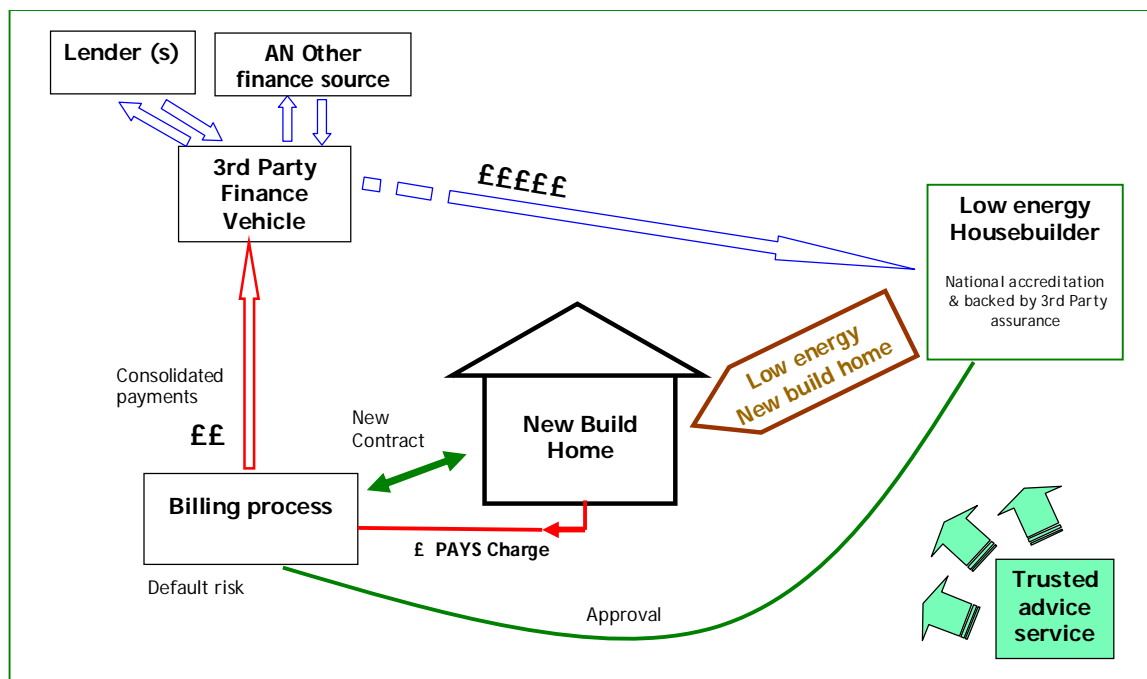 Lender (s)
AN Other
finance source
3rd Party
Finance
Vehicle
£££££
Low energy
Housebuilder
National accreditation
& backed by 3rd Party
assurance
Low energy
New build home
Consolidated
payments
££
New
Contract
New Build
Home
Billing process
£ PAYS Charge
Default risk
Approval
Trusted
advice
service